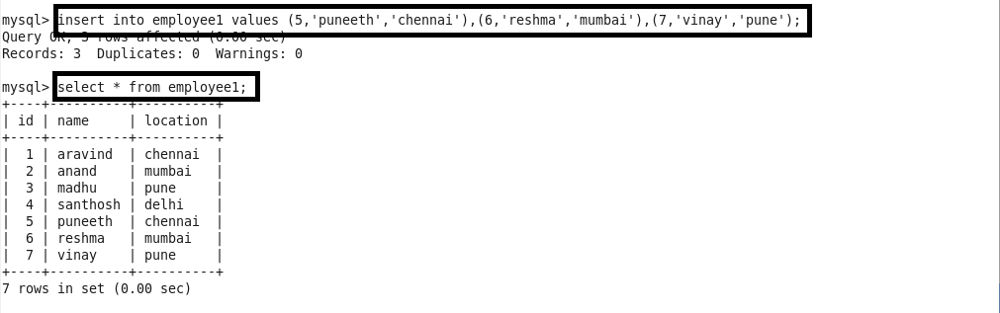 mysql> insert into employee1 values (5,'puneeth','chennai'),(6,'reshma','mumbai'),(7,'vinay','pune');
Query OK, 3 rows affected (0.00 sec)
Records: 3  Duplicates: 0  Warnings: 0
mysql> select * from employee1;
+----+----------+----------+
| id | name     | location |
+----+----------+----------+
|  1 | aravind  | chennai  |
|  2 | anand    | mumbai   |
|  3 | madhu    | pune     |
|  4 | santhosh | delhi    |
|  5 | puneeth  | chennai  |
|  6 | reshma   | mumbai   |
|  7 | vinay    | pune     |
+----+----------+----------+
7 rows in set (0.00 sec)